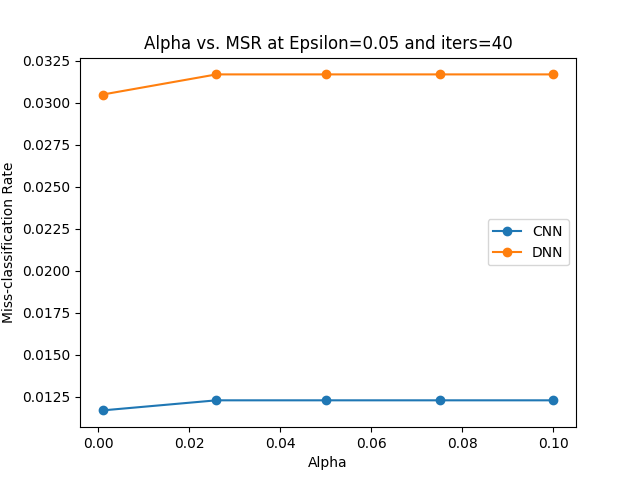 Alpha vs. MSR at Epsilon=0.05 and iters=40
0.0325
0.0300
0.0275
0.0250
0.0225
0.0200
0.0175
0.0150
0.0125
Miss-classification Rate
CNN
DNN
0.00 0.02 0.04 0.06 0.08 0.10
Alpha